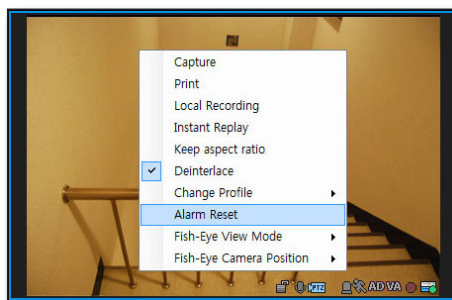 Capture
Print
Local Recording
Instant Replay
Keep aspect ratio
Deinterlace
Change Profile
Alarm Reset
Fish-Eye View Mode
Fish-Eye Camera Position
PTZ AD VA